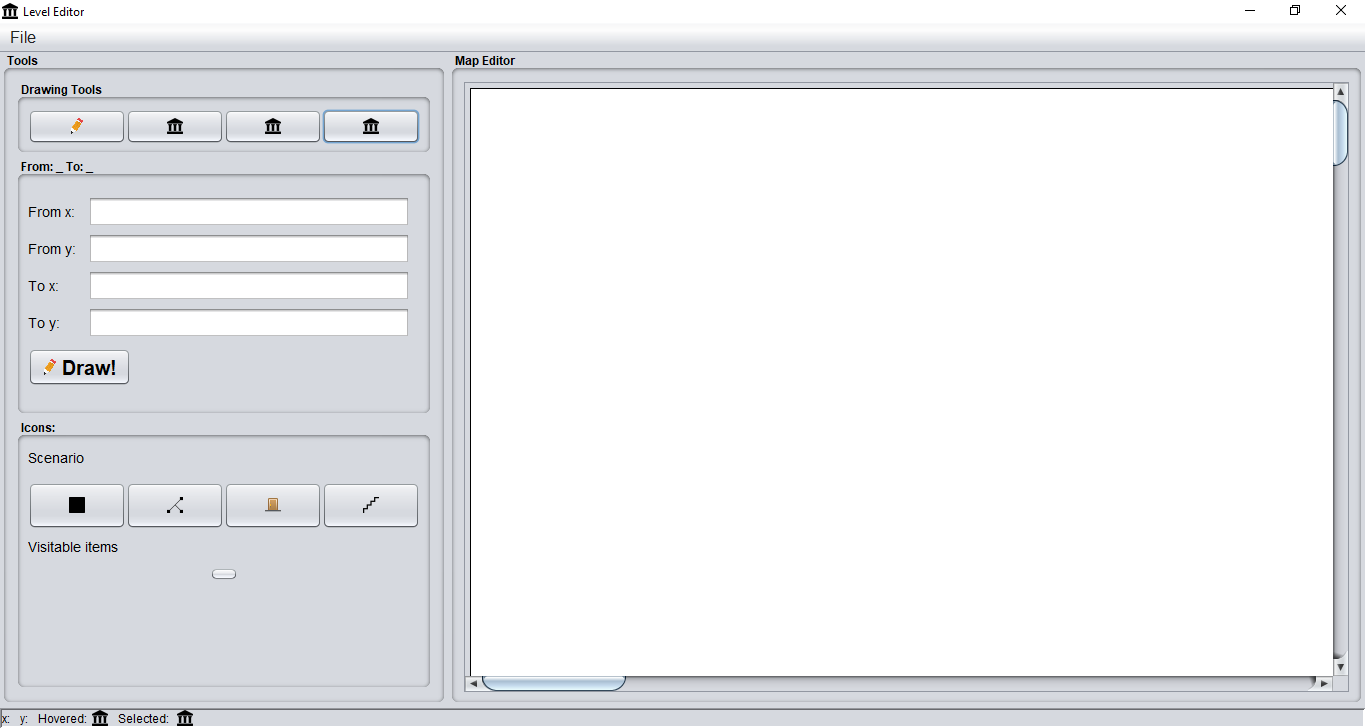 Level Editor
File
Tools
Map Editor
Drawing Tools
From: _ To: _
From x:
From y:
To x:
To y:
Draw!
Icons:
Scenario
Visitable items
x: y: Hovered: Selected: